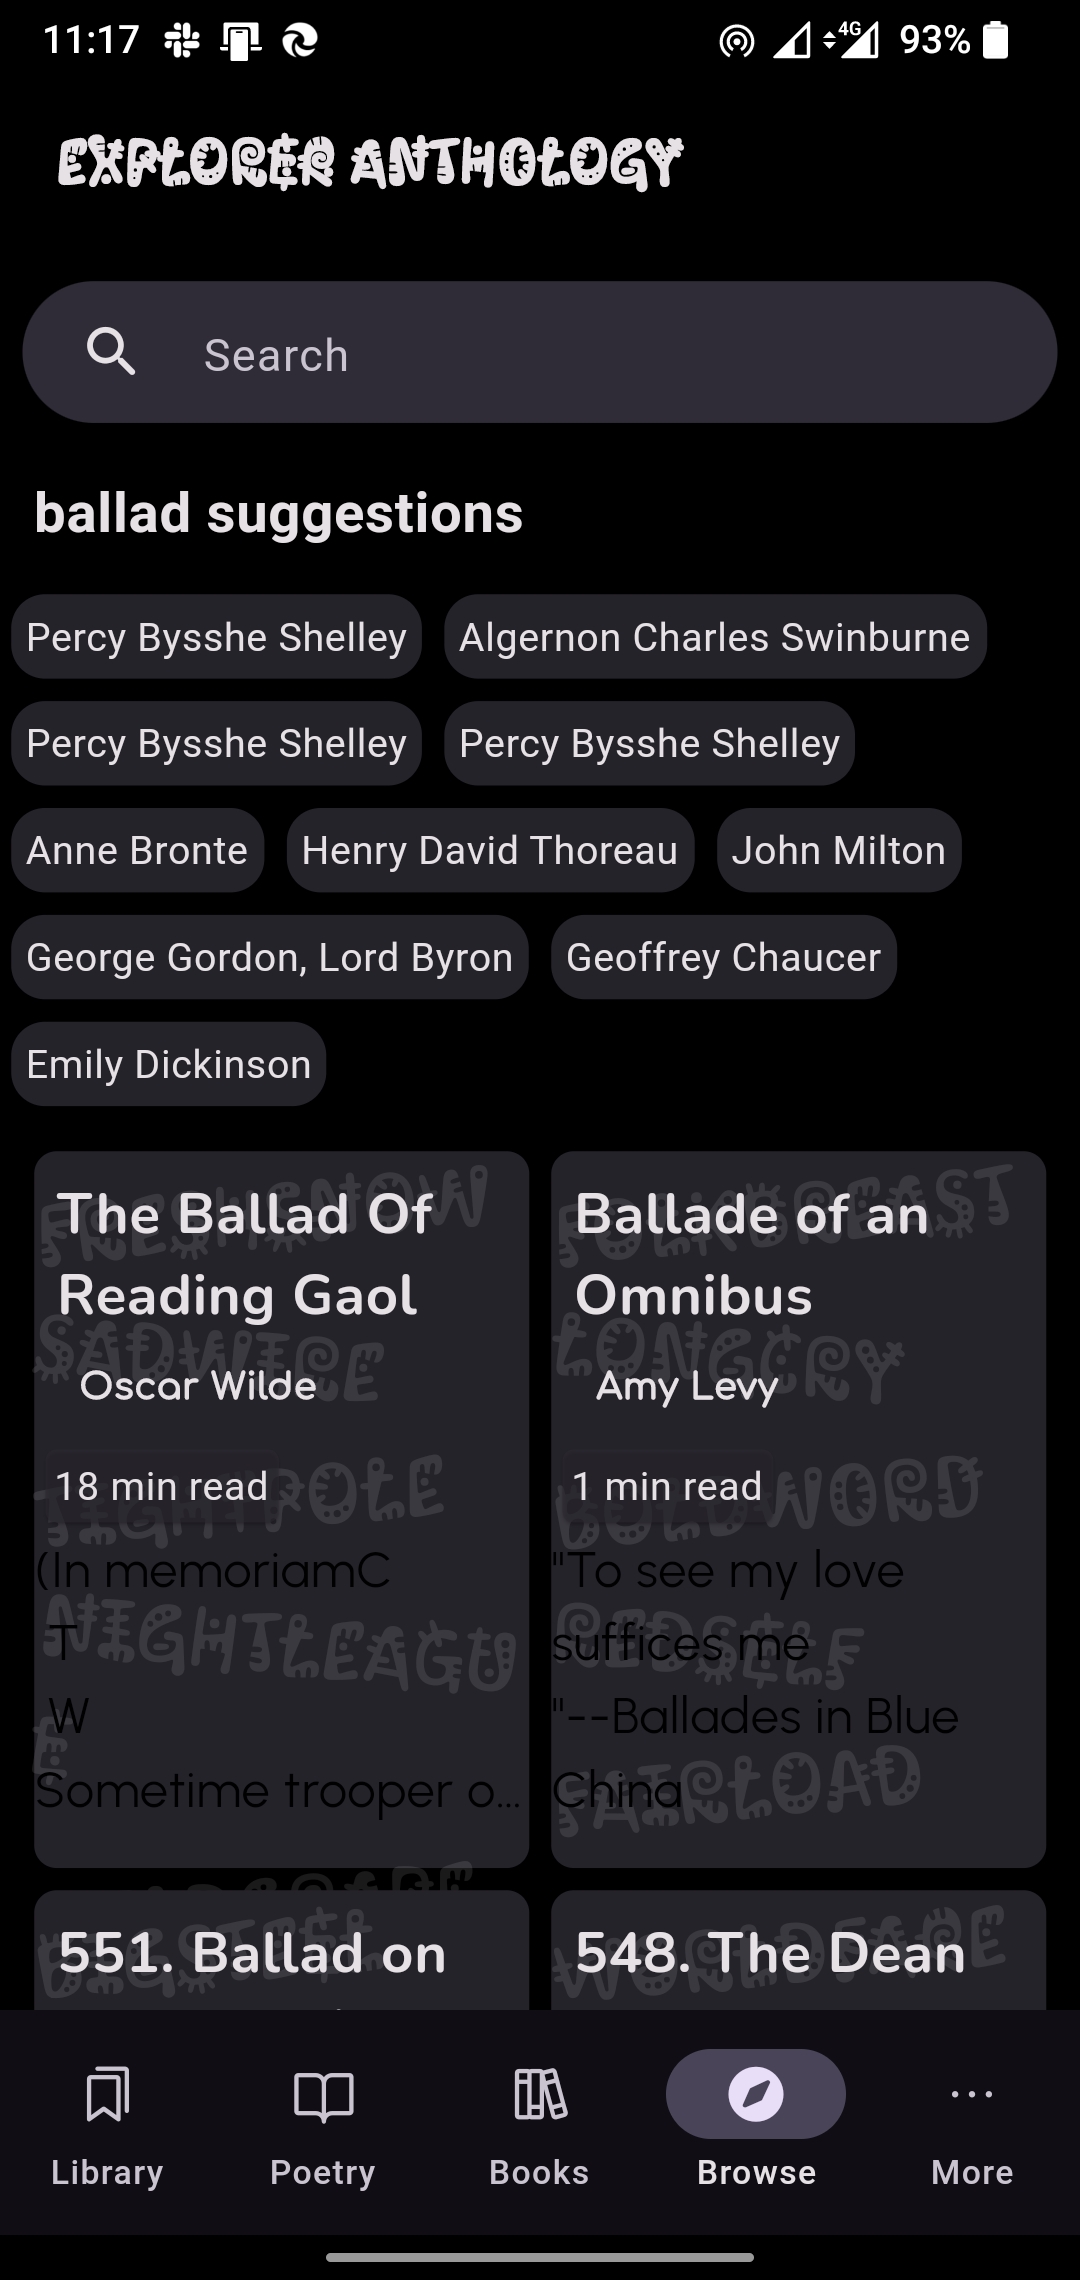 11:17
4G 93%
EXPLORER ANTHOLOGY
Search
ballad suggestions
Percy Bysshe Shelley Algernon Charles Swinburne
Percy Bysshe Shelley Percy Bysshe Shelley
Anne Bronte Henry David Thoreau John Milton
George Gordon, Lord Byron Geoffrey Chaucer
Emily Dickinson
The Ballad Of
Reading Gaol
Oscar Wilde
18 min read
(In memoriamC
T
W
Sometime trooper o...
Ballade of an
Omnibus
Amy Levy
1 min read
"To see my love
suffices me
"--Ballades in Blue
China
551. Ballad on
548. The Dean
Library Poetry Books Browse More